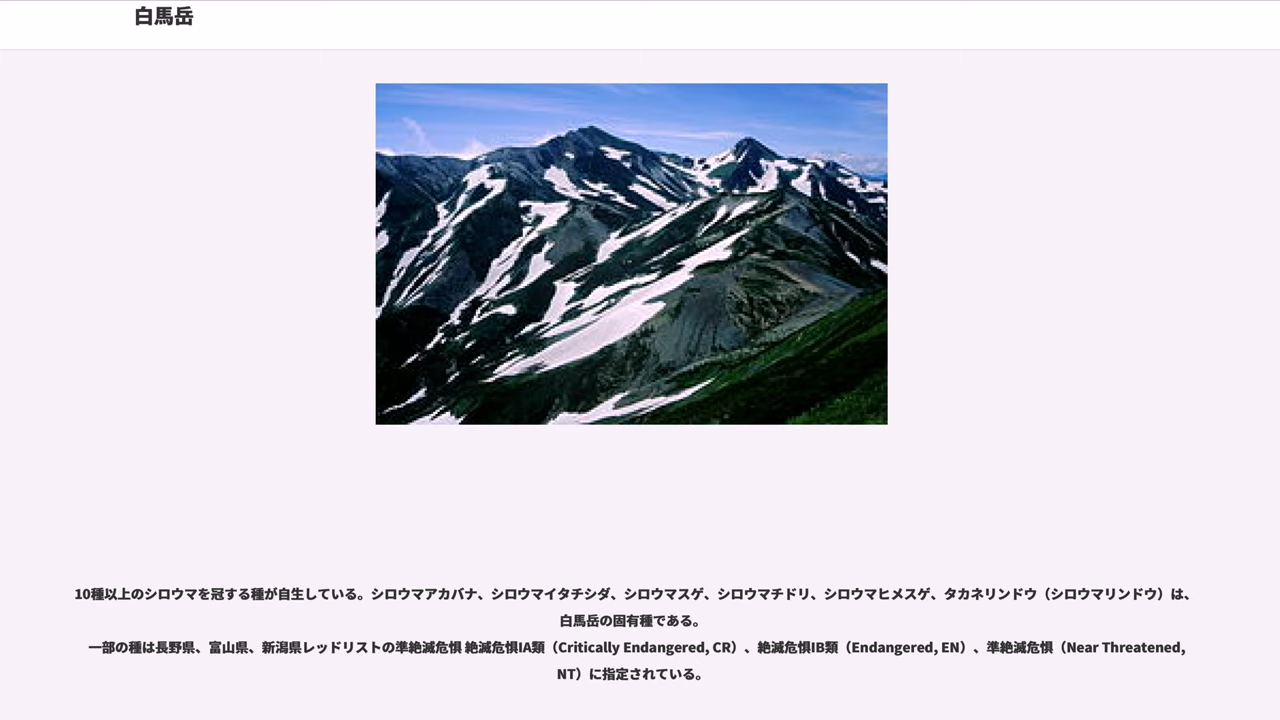 白馬岳
10種以上のシロウマを冠する種が自生している。シロウマアカバナ、シロウマイタチシダ、シロウマスゲ、シロウマチドリ、シロウマヒメスゲ、タカネリンドウ（シロウマリンドウ）は、
白馬岳の固有種である。
一部の種は長野県、富山県、新潟県レッドリストの準絶滅危惧 絶滅危惧IA類（Critically Endangered, CR）、絶滅危惧IB類（Endangered, EN）、準絶滅危惧（Near Threatened,
NT）に指定されている。